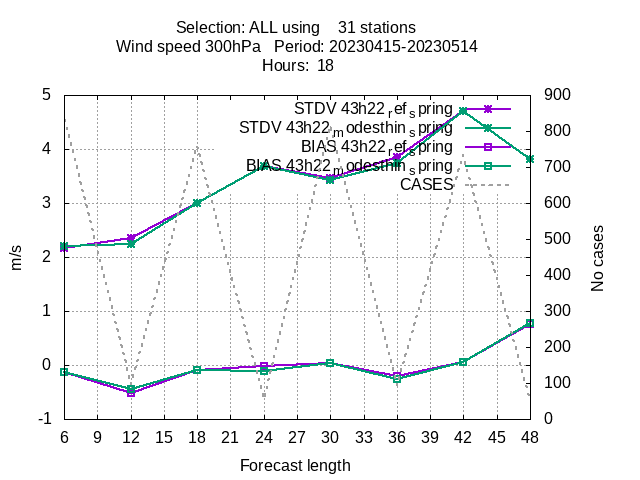 Selection: ALL using 31 stations
Wind speed 300hPa Period: 20230415-20230514
Hours: 18
STDV 43h22_ref_spring
STDV 43h22_modesthin_spring
BIAS 43h22_ref_spring
BIAS 43h22_modesthin_spring
CASES
5
4
3
2
1
0
-1
m/s
900
800
700
600
500
400
300
200
100
0
No cases
6 9 12 15 18 21 24 27 30 33 36 39 42 45 48
Forecast length